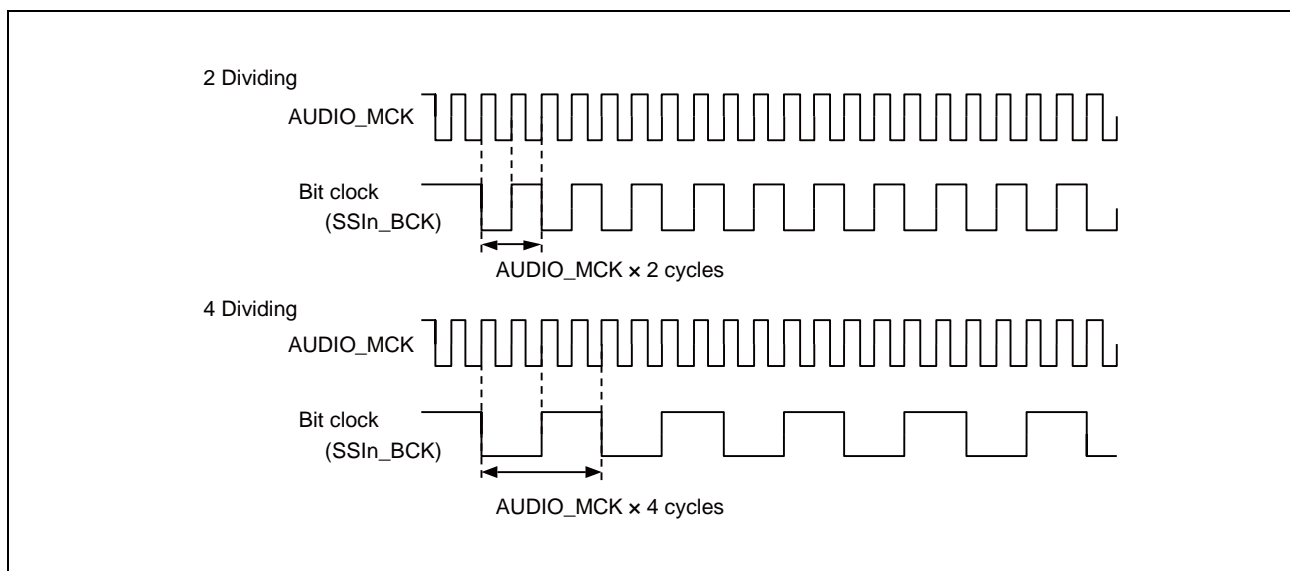 2 Dividing
AUDIO_MCK
Bit clock
(SSIn_BCK)
AUDIO_MCK × 2 cycles
4 Dividing
AUDIO_MCK
Bit clock
(SSIn_BCK)
AUDIO_MCK × 4 cycles